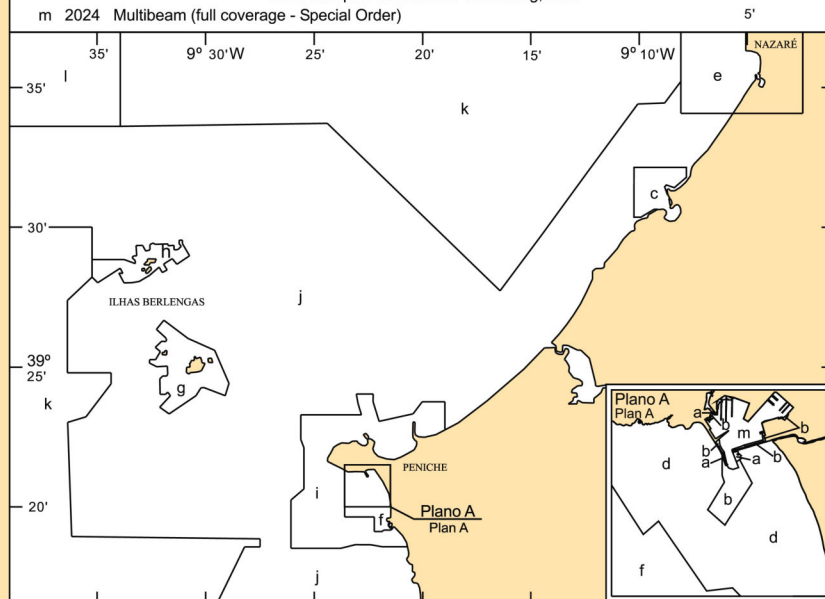 m 2024 Multibeam (full coverage - Special Order)
5'
35'
9º 30'W
25'
20'
15'
9º 10'W
NAZARÉ
35'
l
k
e
c
30'
h
ILHAS BERLENGAS
j
39º
25'
g
k
Plano A
Plan A
a
b
m
b
b
a
a
b
d
b
d
f
PENICHE
i
20'
f
Plano A
Plan A
j